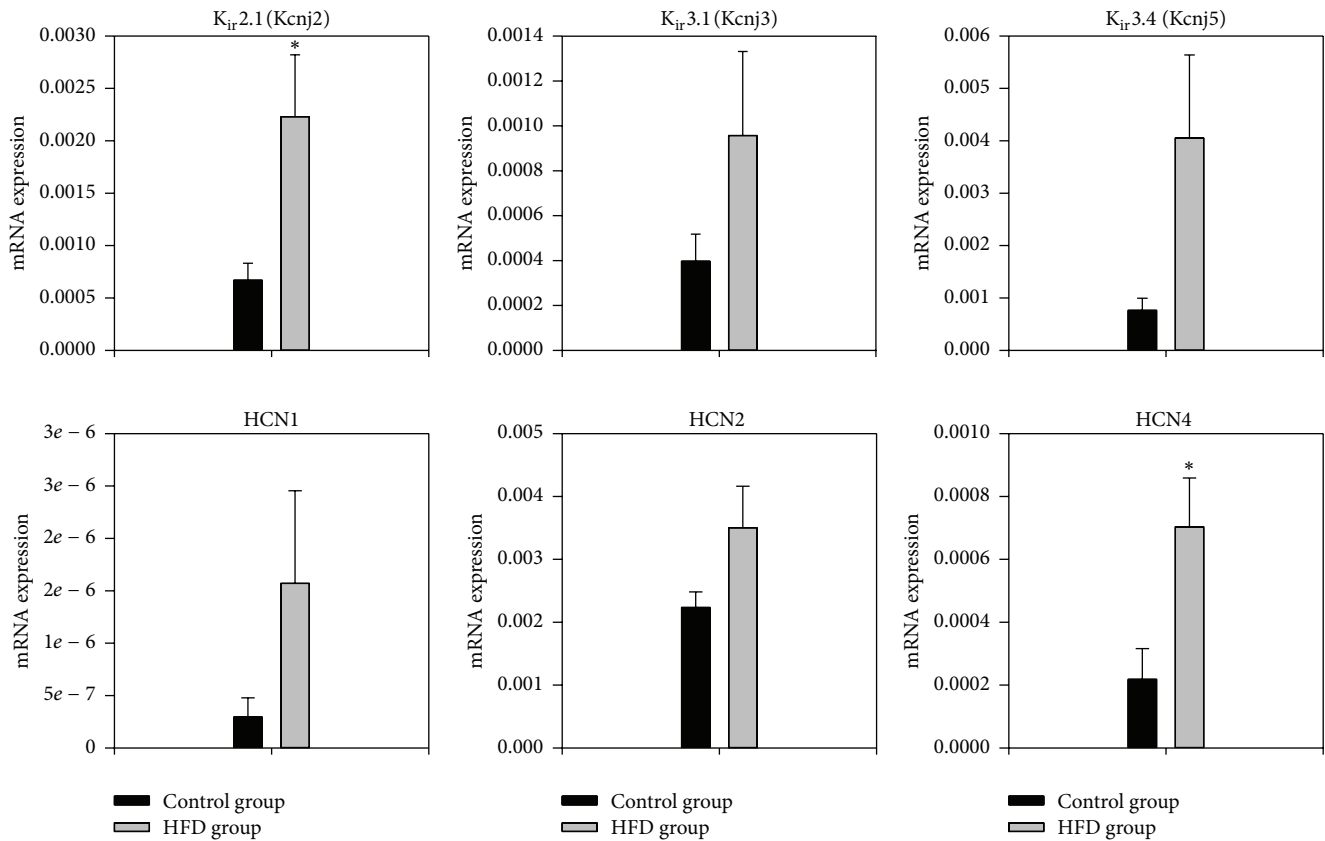 Kir2.1 (Kcnj2)
*
0.0030
0.0025
0.0020
0.0015
0.0010
0.0005
0.0000
mRNA expression
Kir3.1 (Kcnj3)
0.0014
0.0012
0.0010
0.0008
0.0006
0.0004
0.0002
0.0000
mRNA expression
Kir3.4 (Kcnj5)
0.006
0.005
0.004
0.003
0.002
0.001
0.000
mRNA expression
HCN1
3e − 6
3e − 6
2e − 6
2e − 6
1e − 6
5e − 7
0
mRNA expression
HCN2
0.005
0.004
0.003
0.002
0.001
0.000
mRNA expression
HCN4
*
0.0010
0.0008
0.0006
0.0004
0.0002
0.0000
mRNA expression
Control group
HFD group
Control group
HFD group
Control group
HFD group